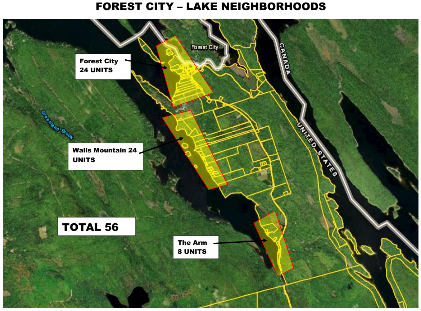 FOREST CITY – LAKE NEIGHBORHOODS
Forest City
Forest City
24 UNITS
CANADA
UNITED STATES
Walls Mountain 24
UNITS
TOTAL 56
The Arm
8 UNITS